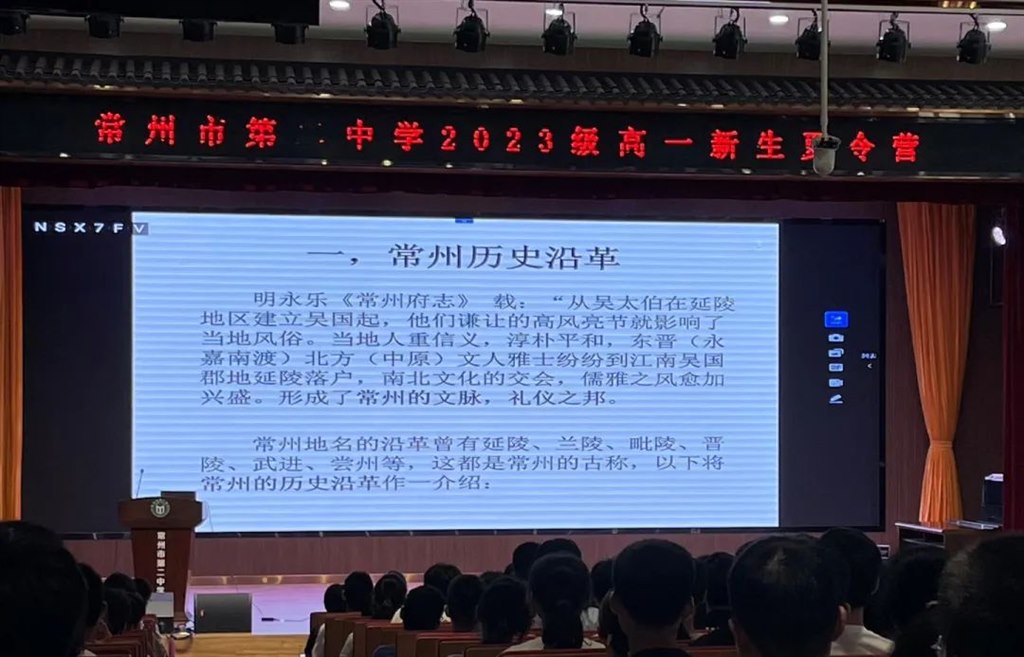 常州市第二中学2023级高一新生夏令营
NSX7FV
一，常州历史沿革
明永乐《常州府志》 载：“从吴太伯在延陵
地区建立吴国起，他们谦让的高风亮节就影响了
当地风俗。当地人重信义，淳朴平和，东晋（永
嘉南渡）北方（中原）文人雅士纷纷到江南吴国
郡地延陵落户，南北文化的交会，儒雅之风愈加
兴盛。形成了常州的文脉，礼仪之邦。
常州地名的沿革曾有延陵、兰陵、毗陵、晋
陵、武进、尝州等，这都是常州的古称，以下将
常州的历史沿革作一介绍：
常州市第二中学